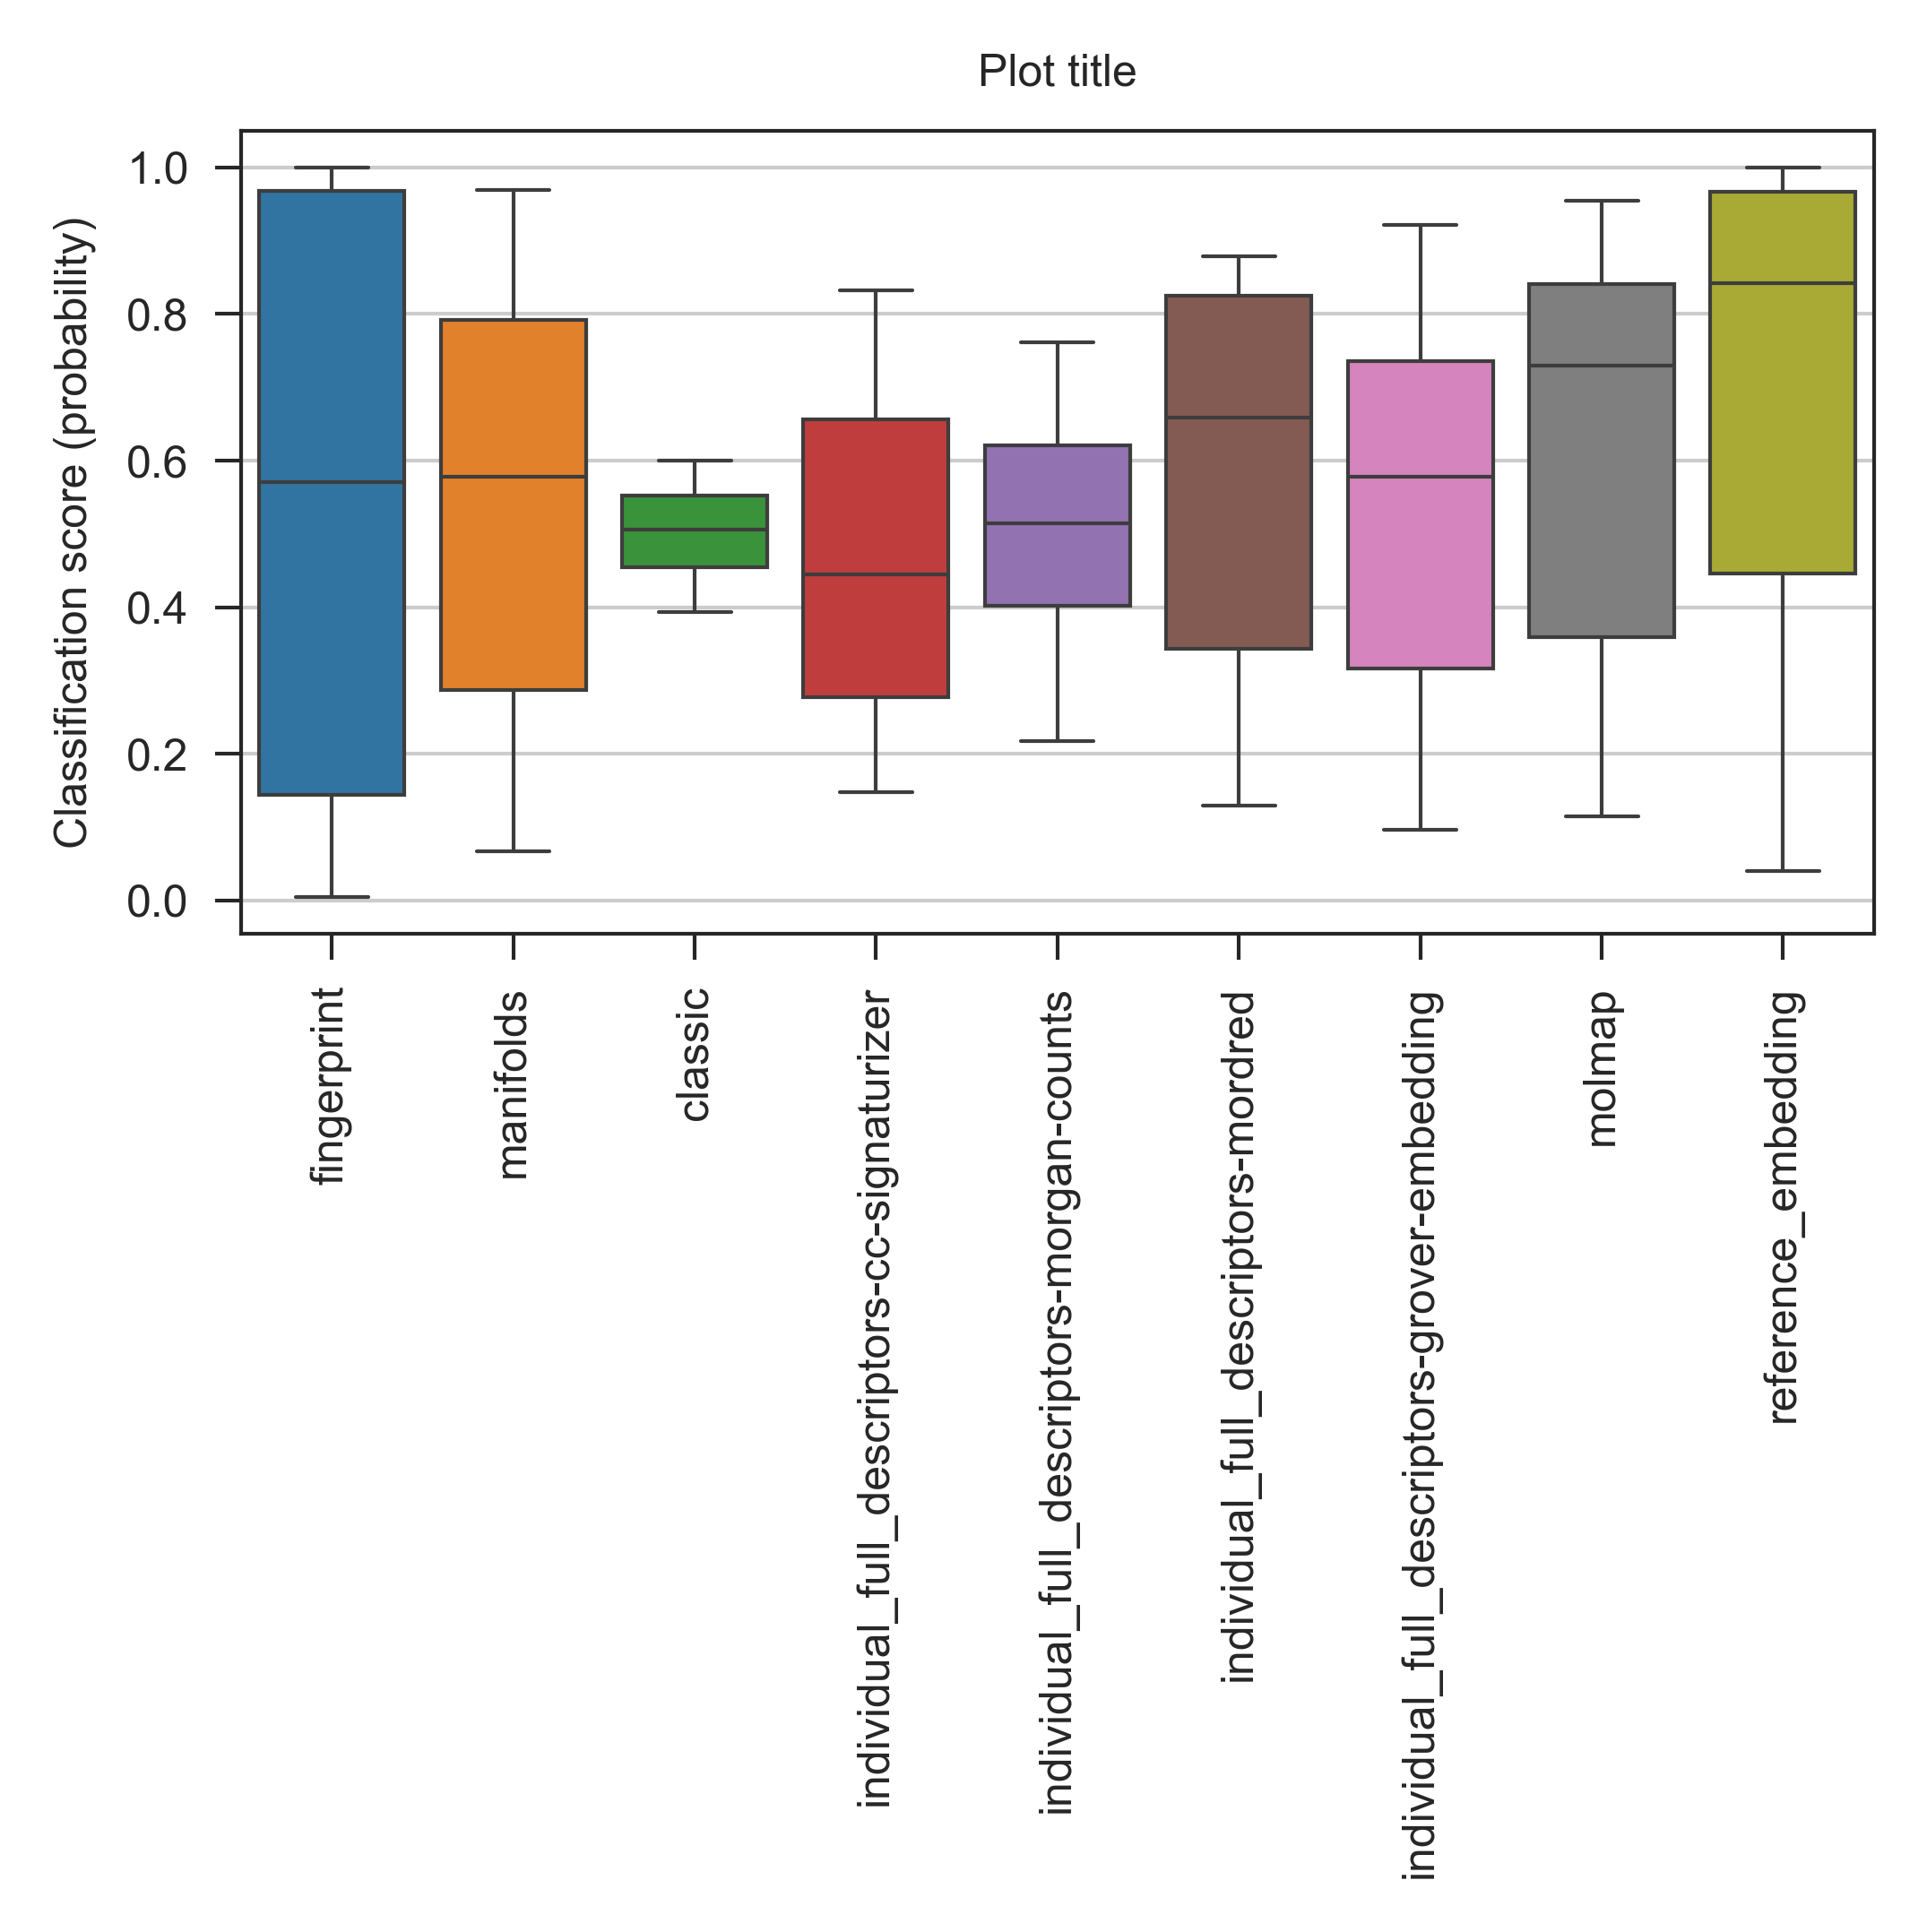 Plot title
Classification score (probability)
1.0
0.8
0.6
0.4
0.2
0.0
fingerprint
manifolds
classic
individual_full_descriptors-cc-signaturizer
individual_full_descriptors-morgan-counts
individual_full_descriptors-mordred
individual_full_descriptors-grover-embedding
molmap
reference_embedding